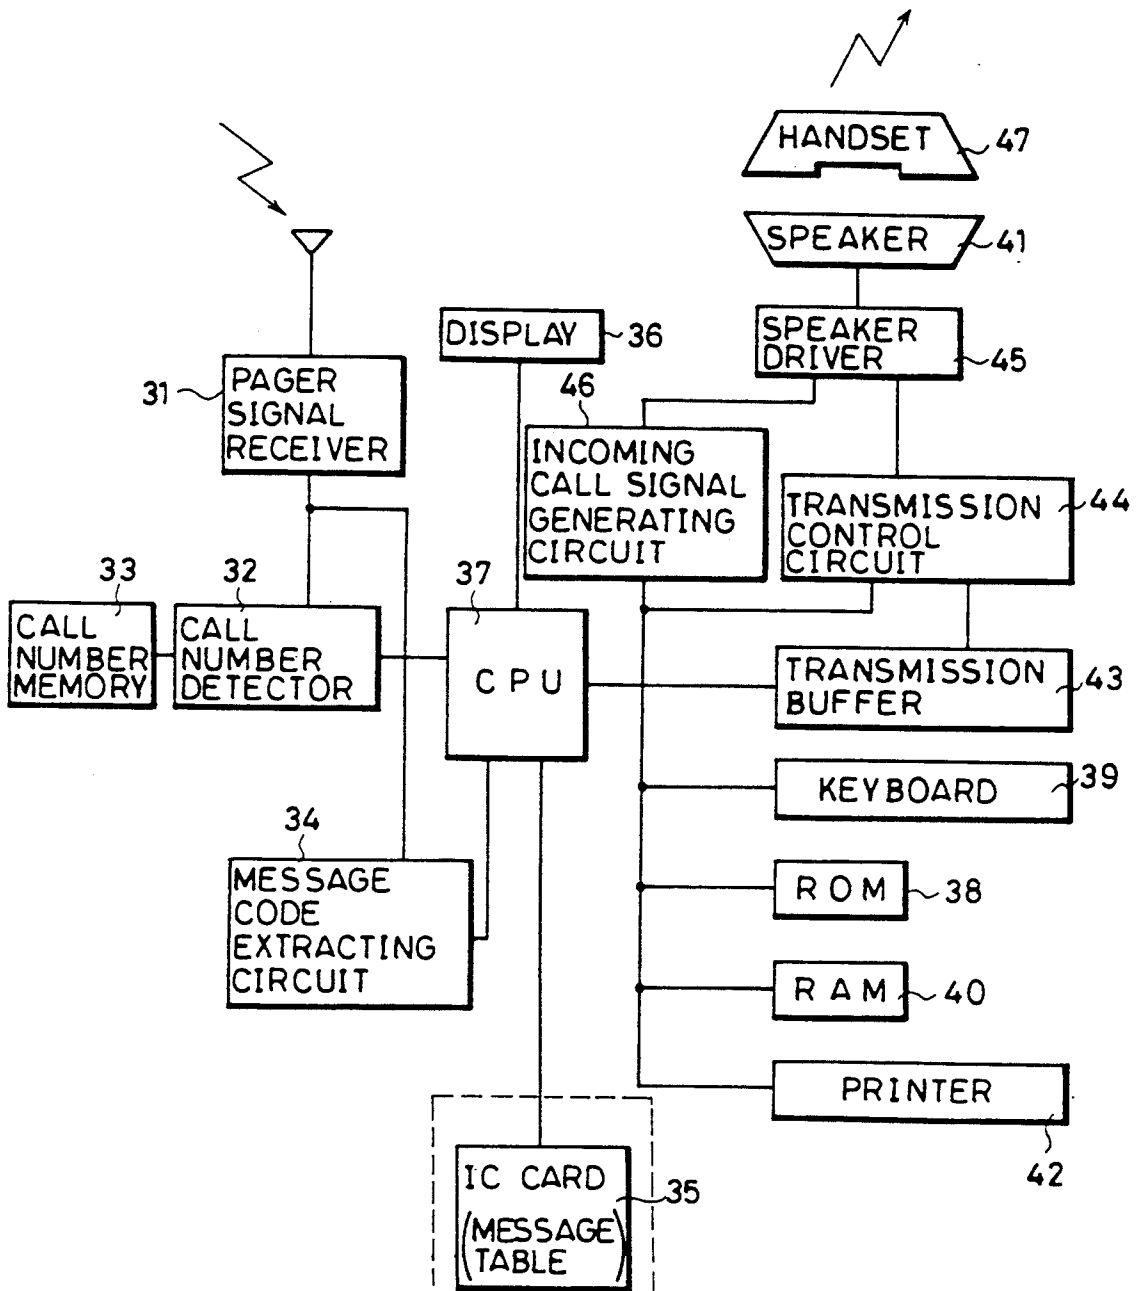 HANDSET
47
SPEAKER
41
DISPLAY
36
SPEAKER
DRIVER
45
31
PAGER
SIGNAL
RECEIVER
46
INCOMING
CALL SIGNAL
GENERATING
CIRCUIT
TRANSMISSION
CONTROL
CIRCUIT
44
33
CALL
NUMBER
MEMORY
32
CALL
NUMBER
DETECTOR
37
CPU
TRANSMISSION
BUFFER
43
KEYBOARD
39
34
MESSAGE
CODE
EXTRACTING
CIRCUIT
ROM
38
RAM
40
PRINTER
42
IC CARD
(MESSAGE
TABLE)
35